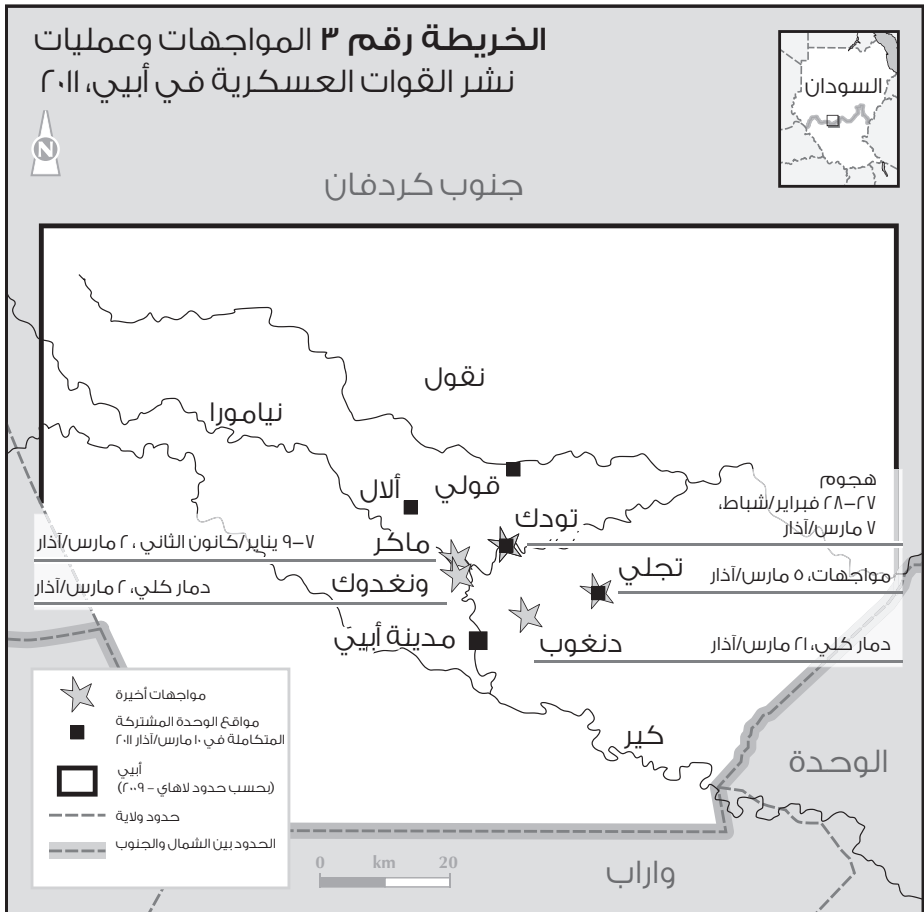 الخريطة رقم ٣ المواجهات وعمليات
نشر القوات العسكرية في أبيي، ٢٠١١
السودان
N
جنوب كردفان
نقول
نيامورا
قولي
ألال
هجوم
٢٧–٢٨ فبراير/شباط،
٧ مارس/آذار
تودك
ماكر
٧–٩ يناير/كانون الثاني، ٢ مارس/آذار
تجلي
مواجهات، ٥ مارس/آذار
ونغدوك
دمار كلي، ٢ مارس/آذار
دنغوب
دمار كلي، ٢١ مارس/آذار
مدينة أبيي
كير
الوحدة
واراب
مواجهات أخيرة
مواقع الوحدة المشتركة
المتكاملة في ١٠ مارس/آذار ٢٠١١
أبيي
(بحسب حدود لاهاي – ٢٠٠٩)
حدود ولاية
الحدود بين الشمال والجنوب
0 km 20